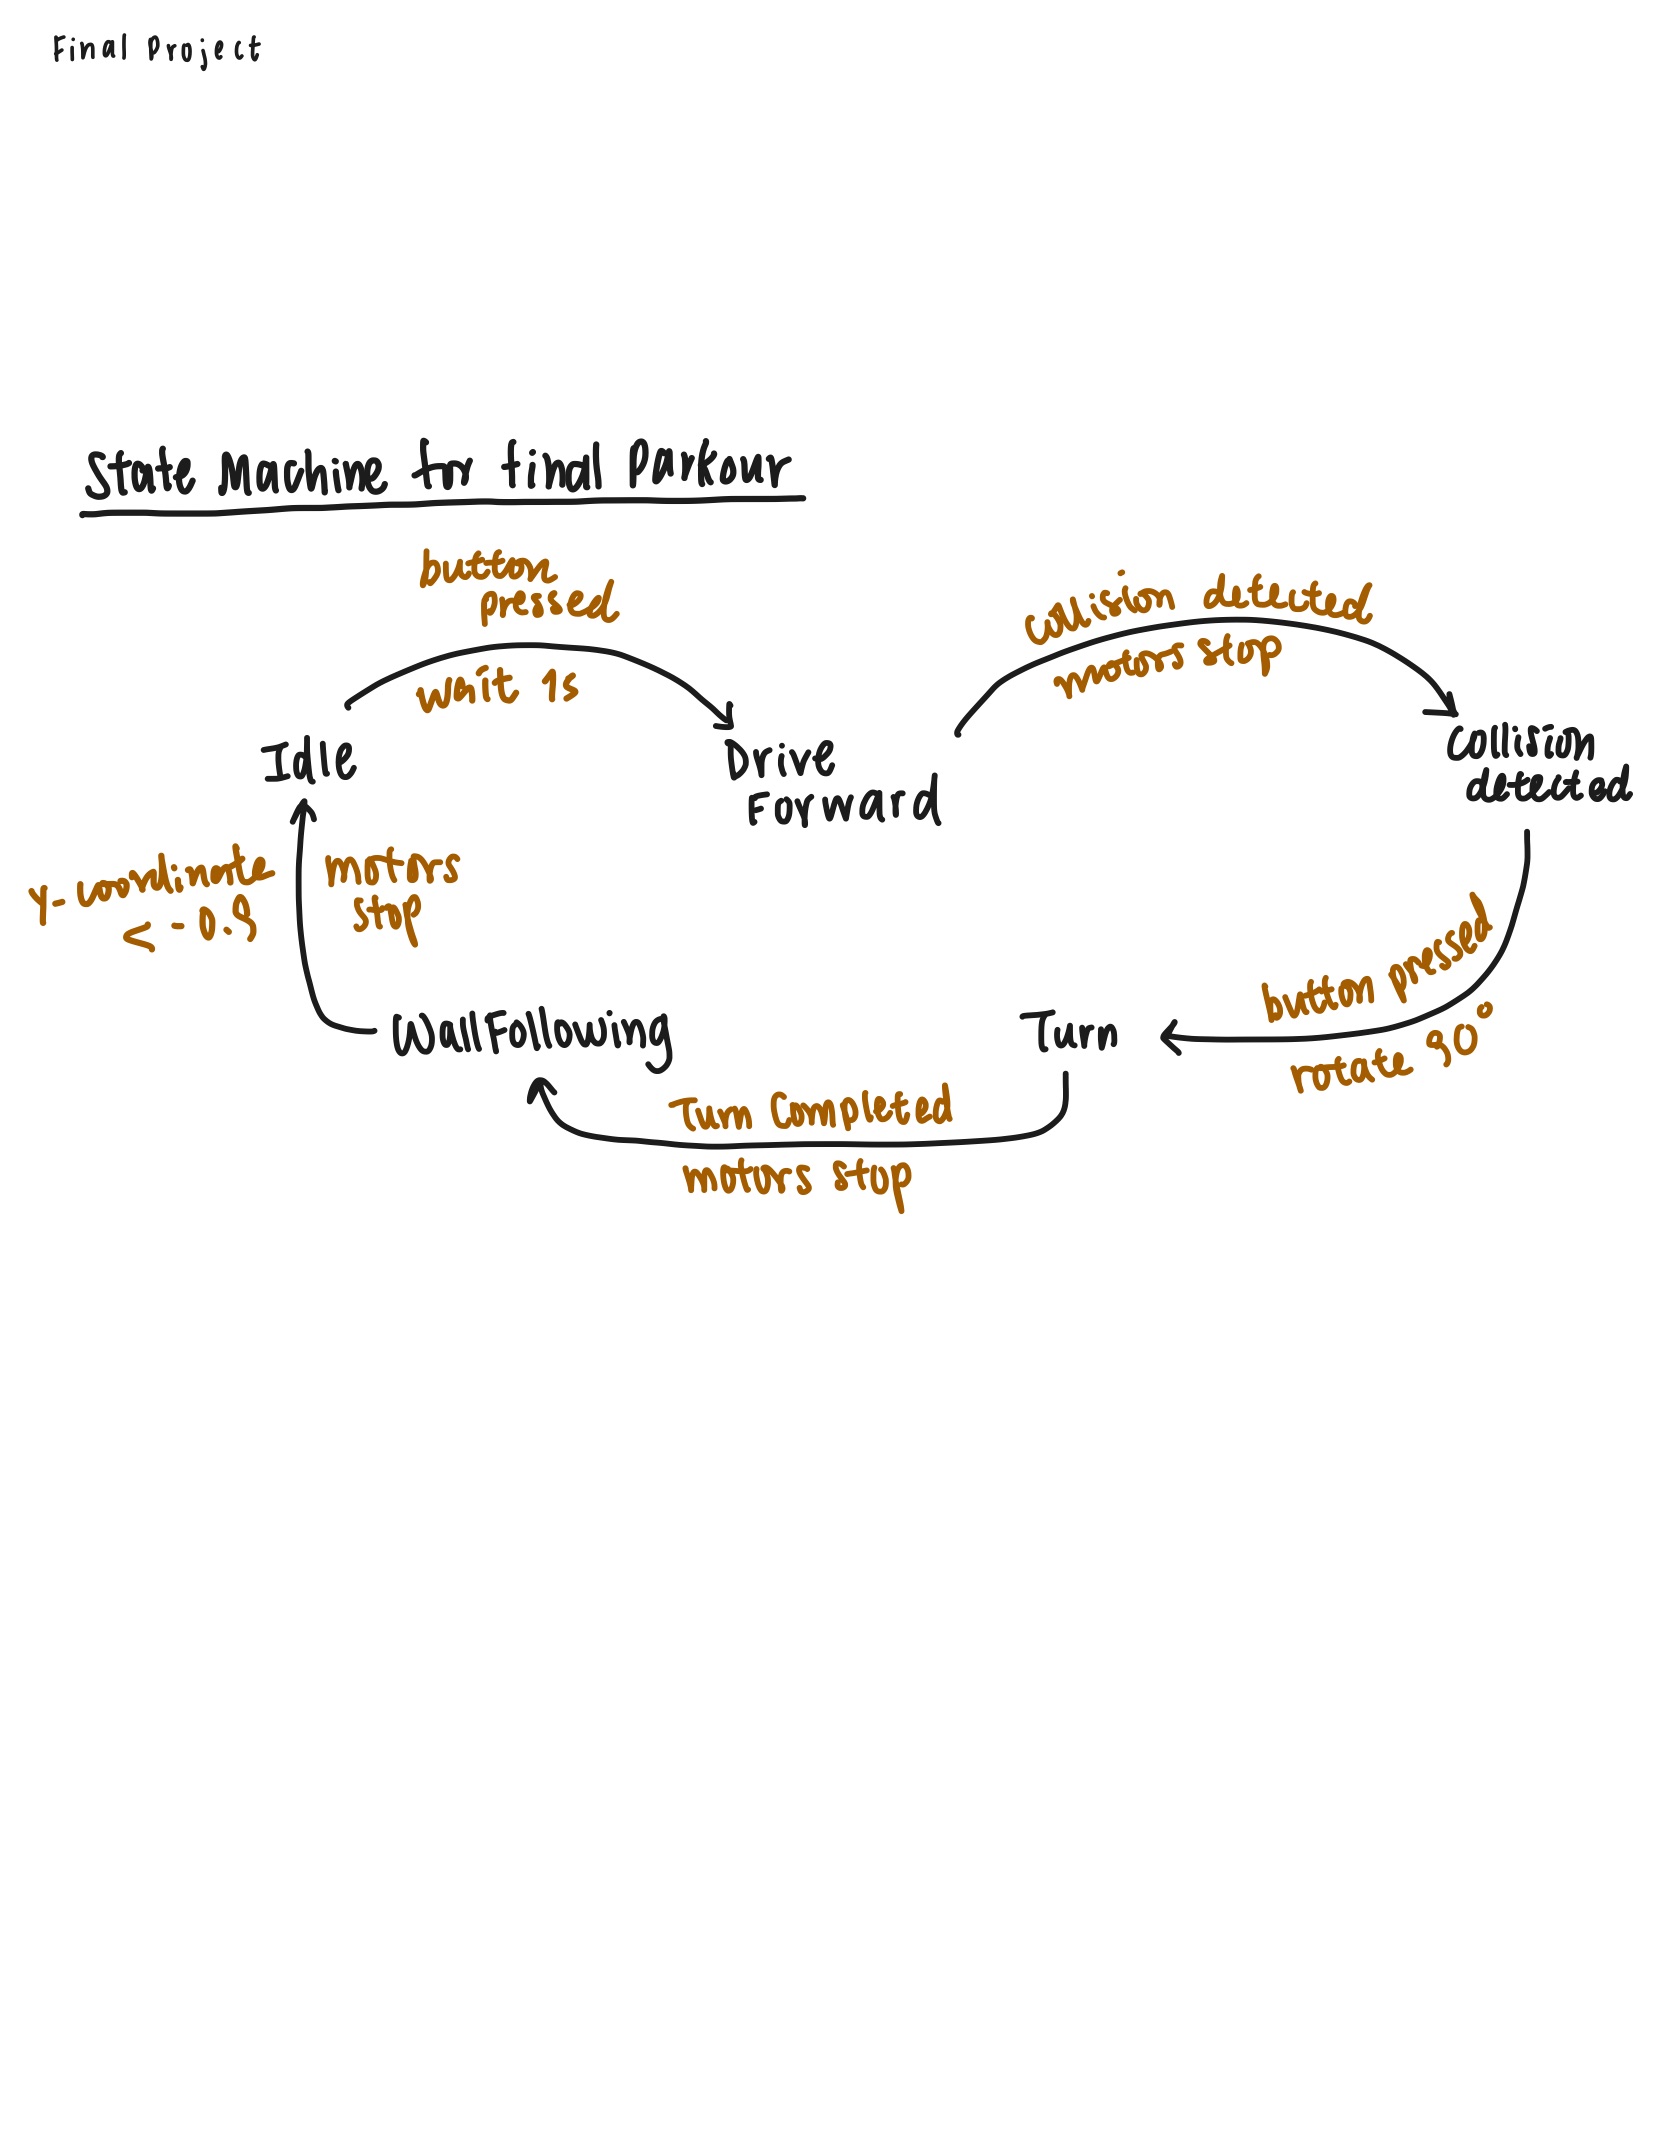 Final Project
State Machine for final Parkour
button
pressed
wait 1s
collision detected
motors stop
Idle
Drive
Forward
Collision
detected
y-coordinate
< -0.9
motors
stop
button pressed
rotate 90°
WallFollowing
Turn
Turn Completed
motors stop